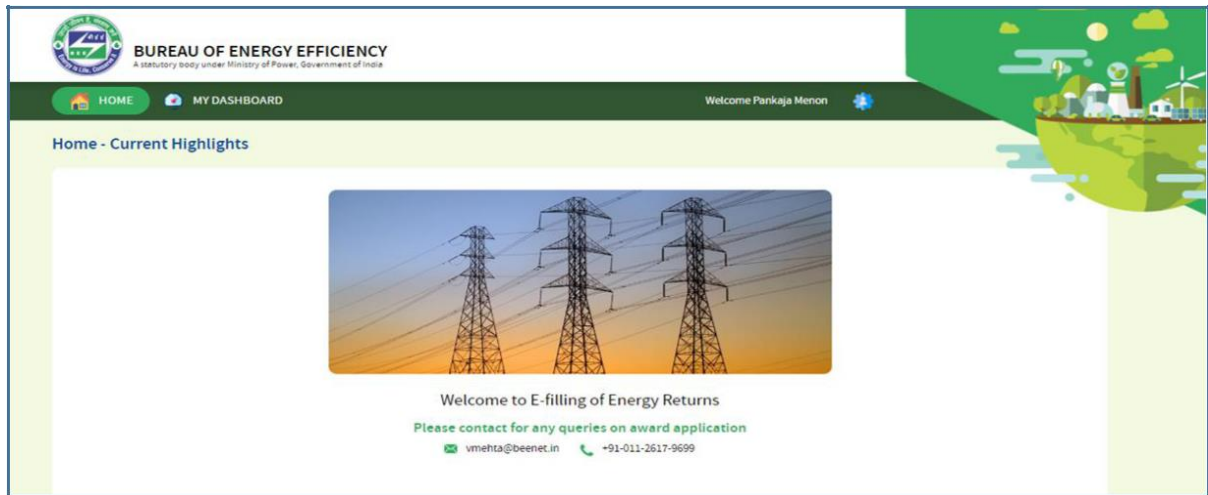 BUREAU OF ENERGY EFFICIENCY
A statutory body under Ministry of Power, Government of India
HOME MY DASHBOARD Welcome Pankaja Menon
Home - Current Highlights
Welcome to E-filling of Energy Returns
Please contact for any queries on award application
vmehta@beenet.in +91-011-2617-9699